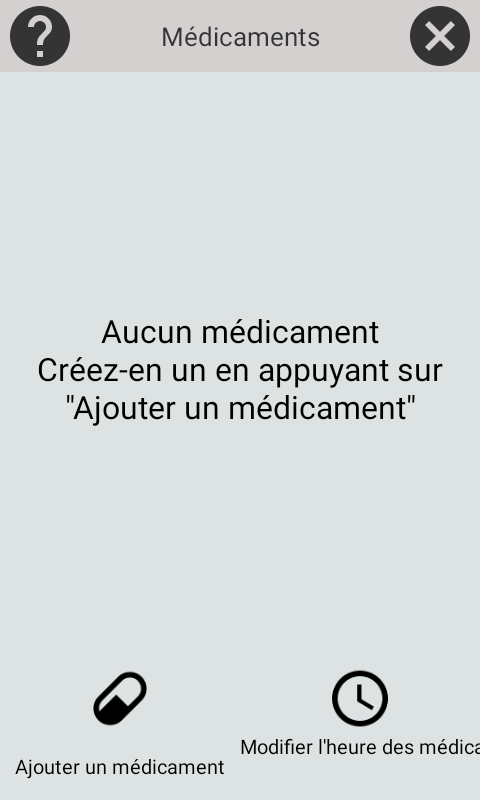 ?
Médicaments
Aucun médicament
Créez-en un en appuyant sur
"Ajouter un médicament"
Modifier l'heure des médica
Ajouter un médicament